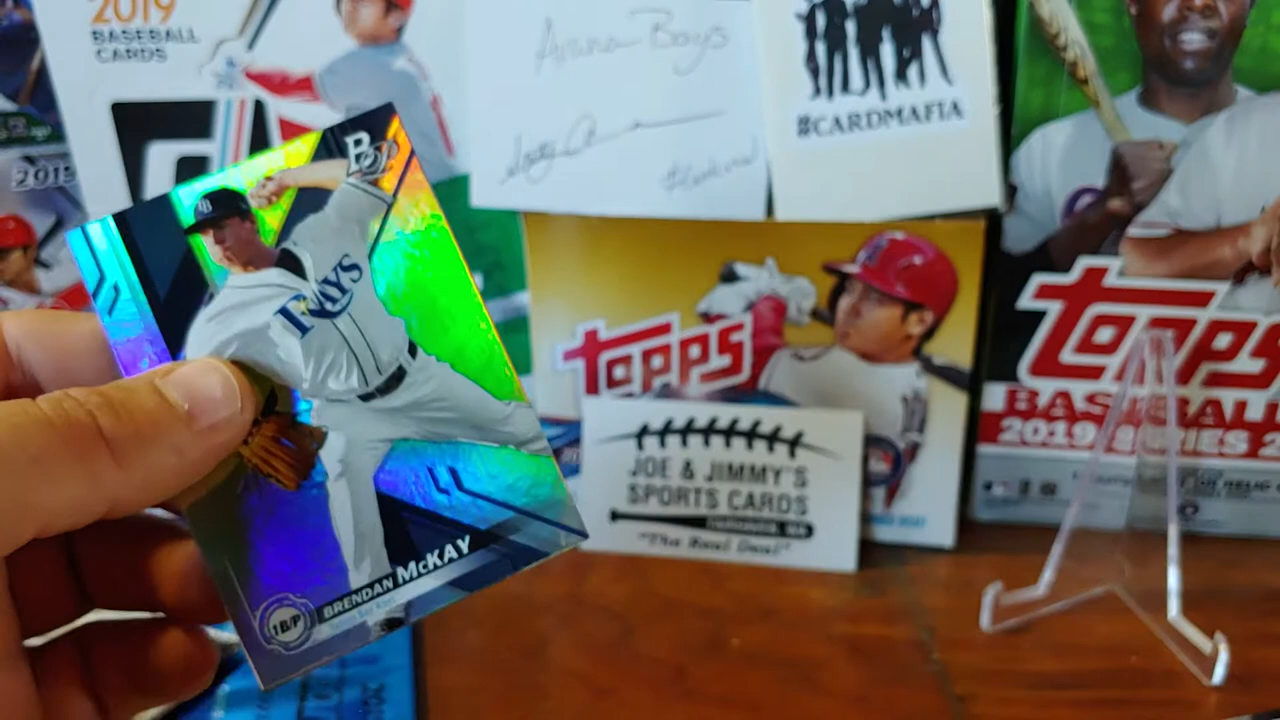 2019
BASEBALL
CARDS
2019
Boys
#CARDMAFIA
RAYS
1B/P
BRENDAN McKAY
TOPPS
JOE & JIMMY'S
SPORTS CARDS
"The Real Deal"
TOPPS
BASEBALL
2019 SERIES 2